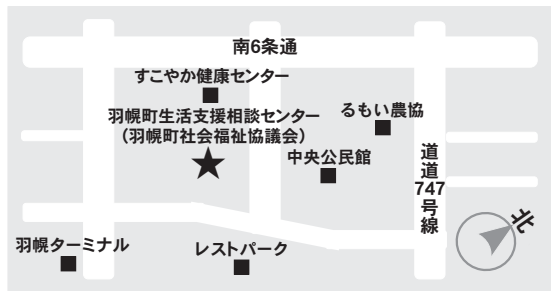 南6条通
すこやか健康センター
羽幌町生活支援相談センター
（羽幌町社会福祉協議会）
るもい農協
中央公民館
道道747号線
羽幌ターミナル
レストパーク
北